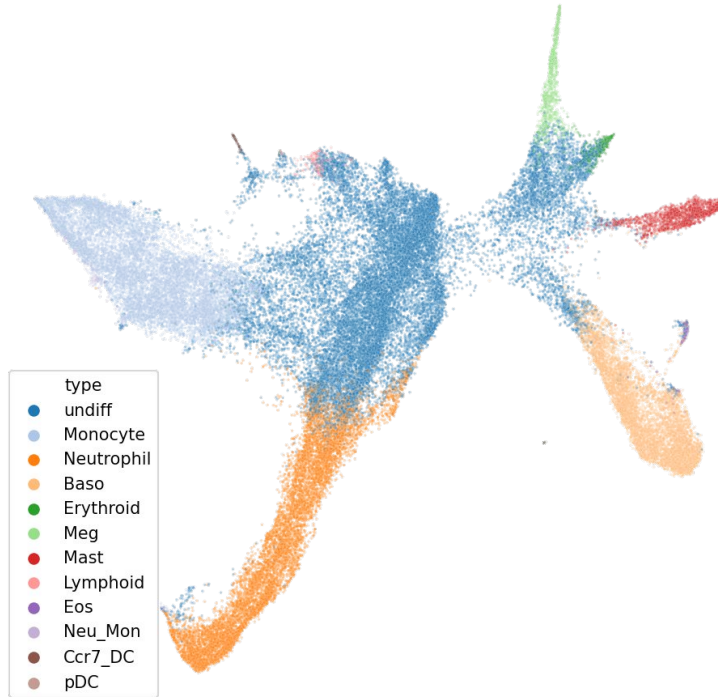 type
undiff
Monocyte
Neutrophil
Baso
Erythroid
Meg
Mast
Lymphoid
Eos
Neu_Mon
Ccr7_DC
pDC